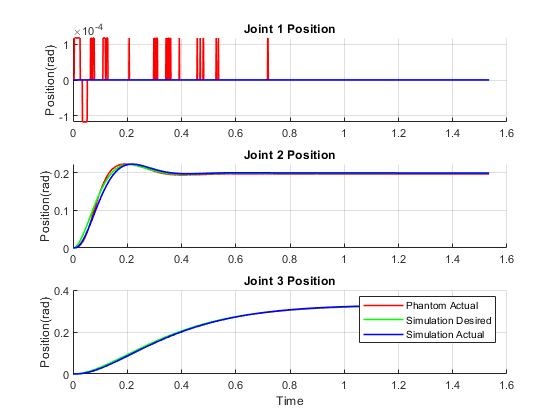 Joint 1 Position
×10⁻⁴
Position(rad)
1
0
-1
0 0.2 0.4 0.6 0.8 1 1.2 1.4 1.6
Joint 2 Position
Position(rad)
0.2
0.1
0
0 0.2 0.4 0.6 0.8 1 1.2 1.4 1.6
Joint 3 Position
Position(rad)
0.4
0.2
0
Phantom Actual
Simulation Desired
Simulation Actual
0 0.2 0.4 0.6 0.8 1 1.2 1.4 1.6
Time